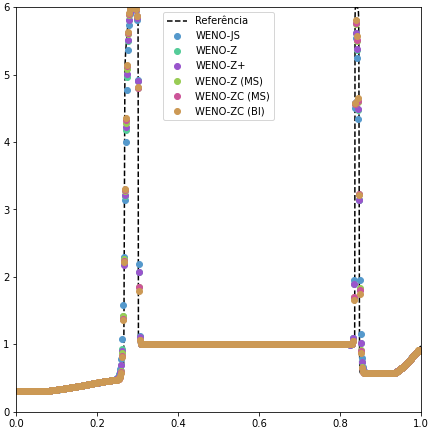 6
5
4
3
2
1
0
Referência
WENO-JS
WENO-Z
WENO-Z+
WENO-Z (MS)
WENO-ZC (MS)
WENO-ZC (BI)
0.0 0.2 0.4 0.6 0.8 1.0